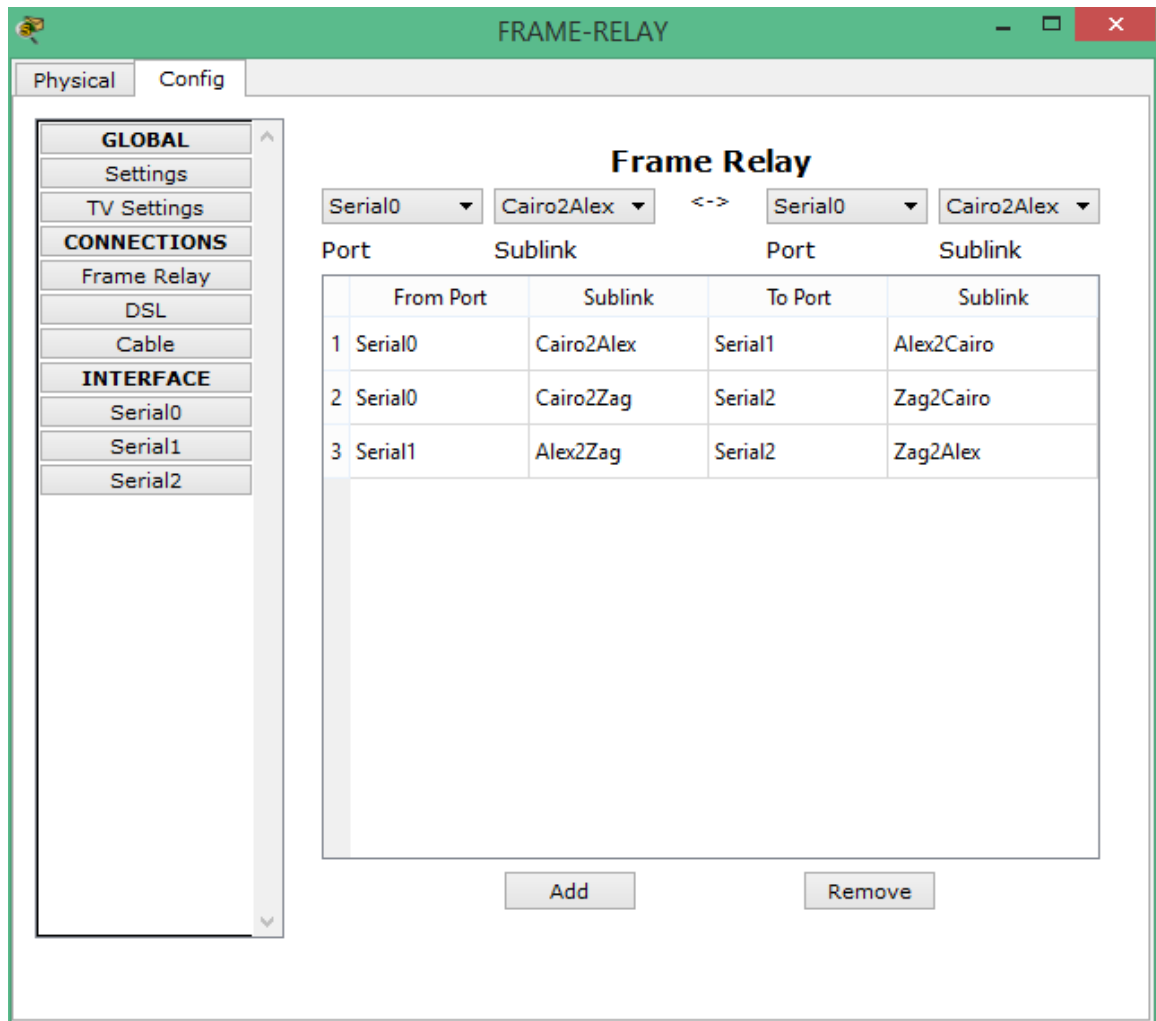 FRAME-RELAY
Physical Config
GLOBAL
Settings
TV Settings
CONNECTIONS
Frame Relay
DSL
Cable
INTERFACE
Serial0
Serial1
Serial2
Frame Relay
Serial0 Cairo2Alex <-> Serial0 Cairo2Alex
Port Sublink Port Sublink
From Port Sublink To Port Sublink
1 Serial0 Cairo2Alex Serial1 Alex2Cairo
2 Serial0 Cairo2Zag Serial2 Zag2Cairo
3 Serial1 Alex2Zag Serial2 Zag2Alex
Add Remove